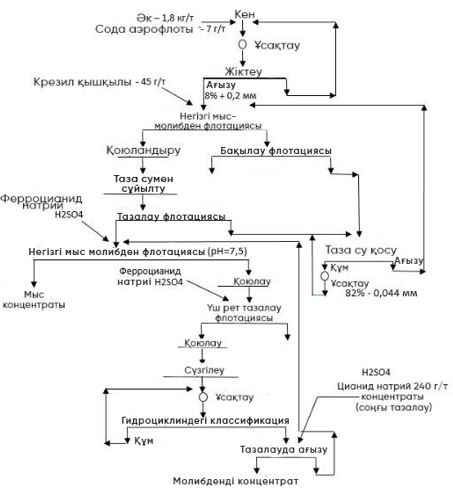 Әк – 1,8 кг/т
Кен
Сода аэрофлоты - 7 г/т
Ұсақтау
Жіктеу
Крезил қышқылы - 45 г/т
Ағызу
8% + 0,2 мм
Негізгі мыс-
молибден флотациясы
Қоюландыру
Бақылау флотациясы
Таза сумен
сұйылту
Ферроцианид
натрий
H2SO4
Тазалау флотациясы
Таза су қосу
Негізгі мыс молибден флотациясы (pH=7,5)
Ағызу
Құм
Ұсақтау
82% - 0,044 мм
Мыс
концентраты
Ферроцианид
натрий H2SO4
Қоюлау
Үш рет тазалау
флотациясы
Қоюлау
Сүзгілеу
Ұсақтау
H2SO4
Цианид натрий 240 г/т
концентраты
(соңғы тазалау)
Гидроциклиндегі классификация
Құм
Тазалауда ағызу
Молибденді концентрат